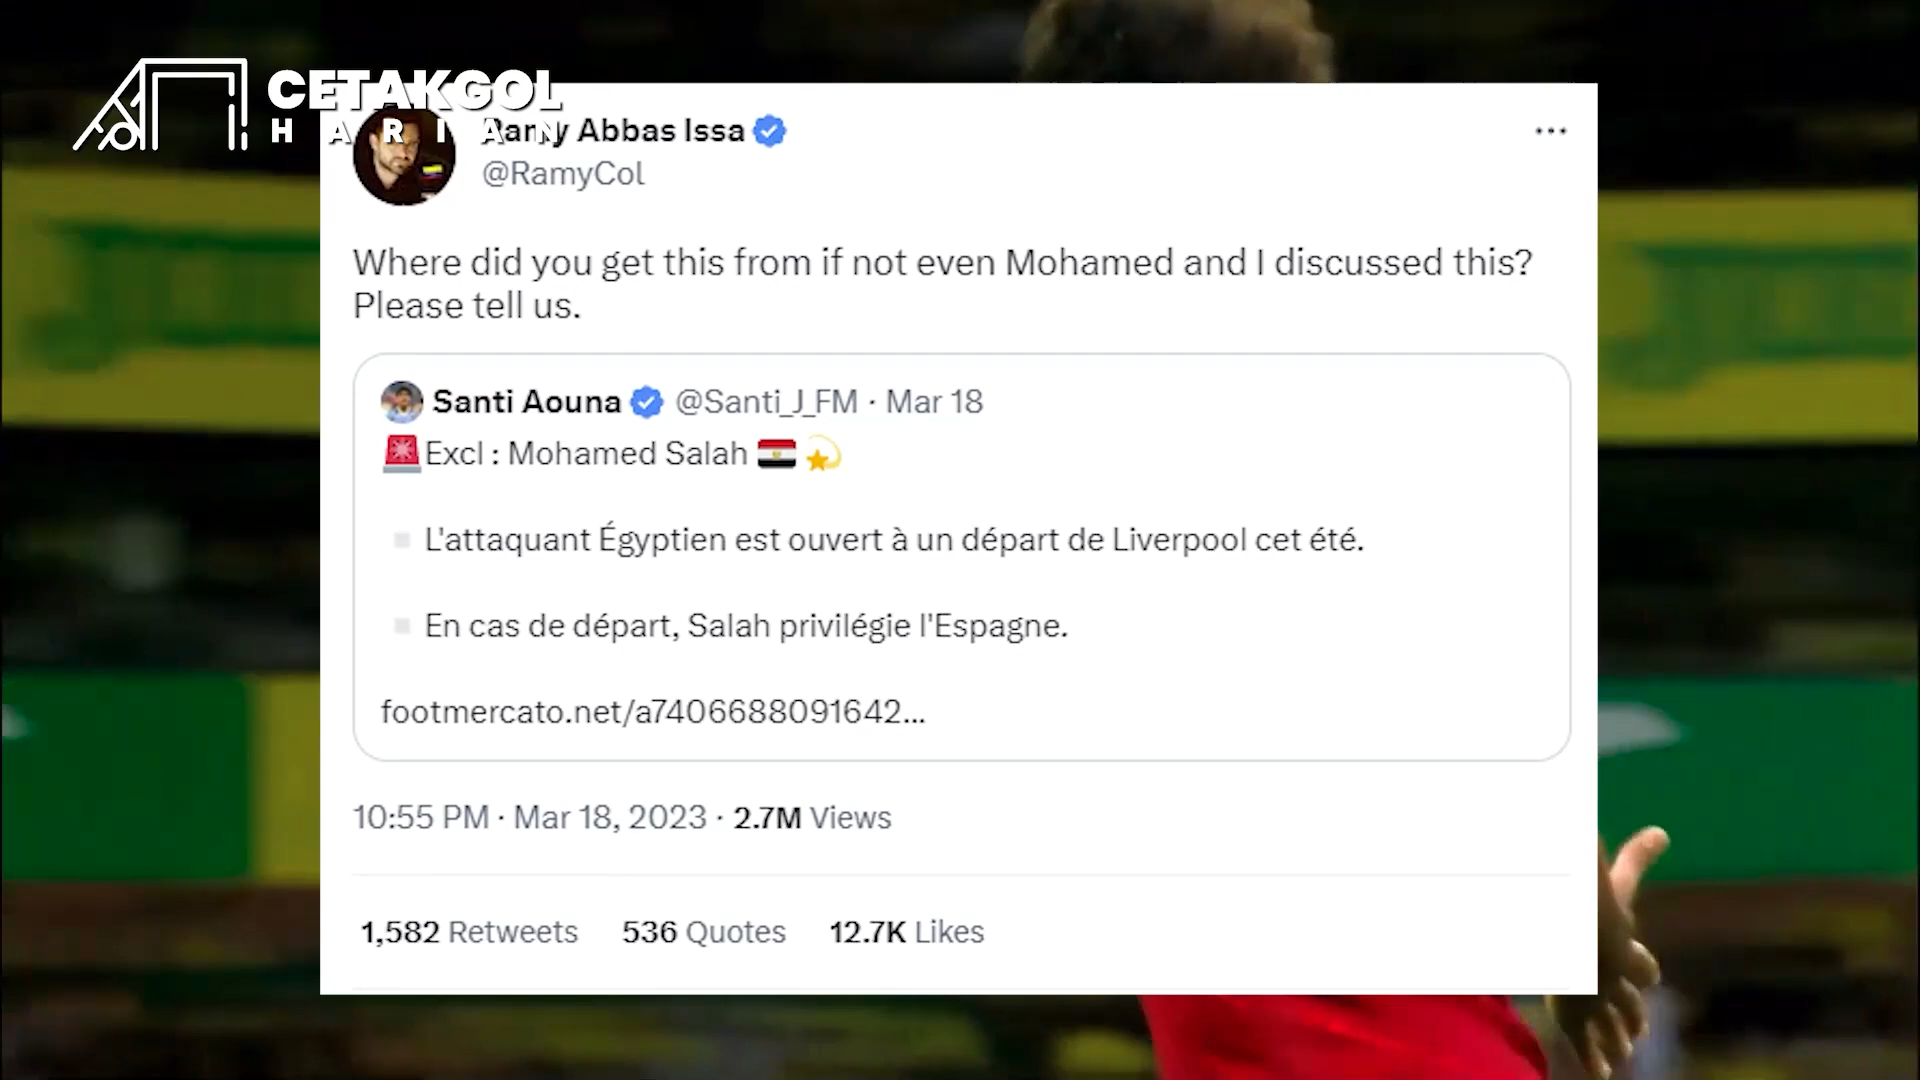 CETAKGOL
HARIAN
Ramy Abbas Issa
@RamyCol
Where did you get this from if not even Mohamed and I discussed this?
Please tell us.
Santi Aouna @Santi_J_FM · Mar 18
Excl : Mohamed Salah
L'attaquant Égyptien est ouvert à un départ de Liverpool cet été.
En cas de départ, Salah privilégie l'Espagne.
footmercato.net/a7406688091642...
10:55 PM · Mar 18, 2023 · 2.7M Views
1,582 Retweets 536 Quotes 12.7K Likes